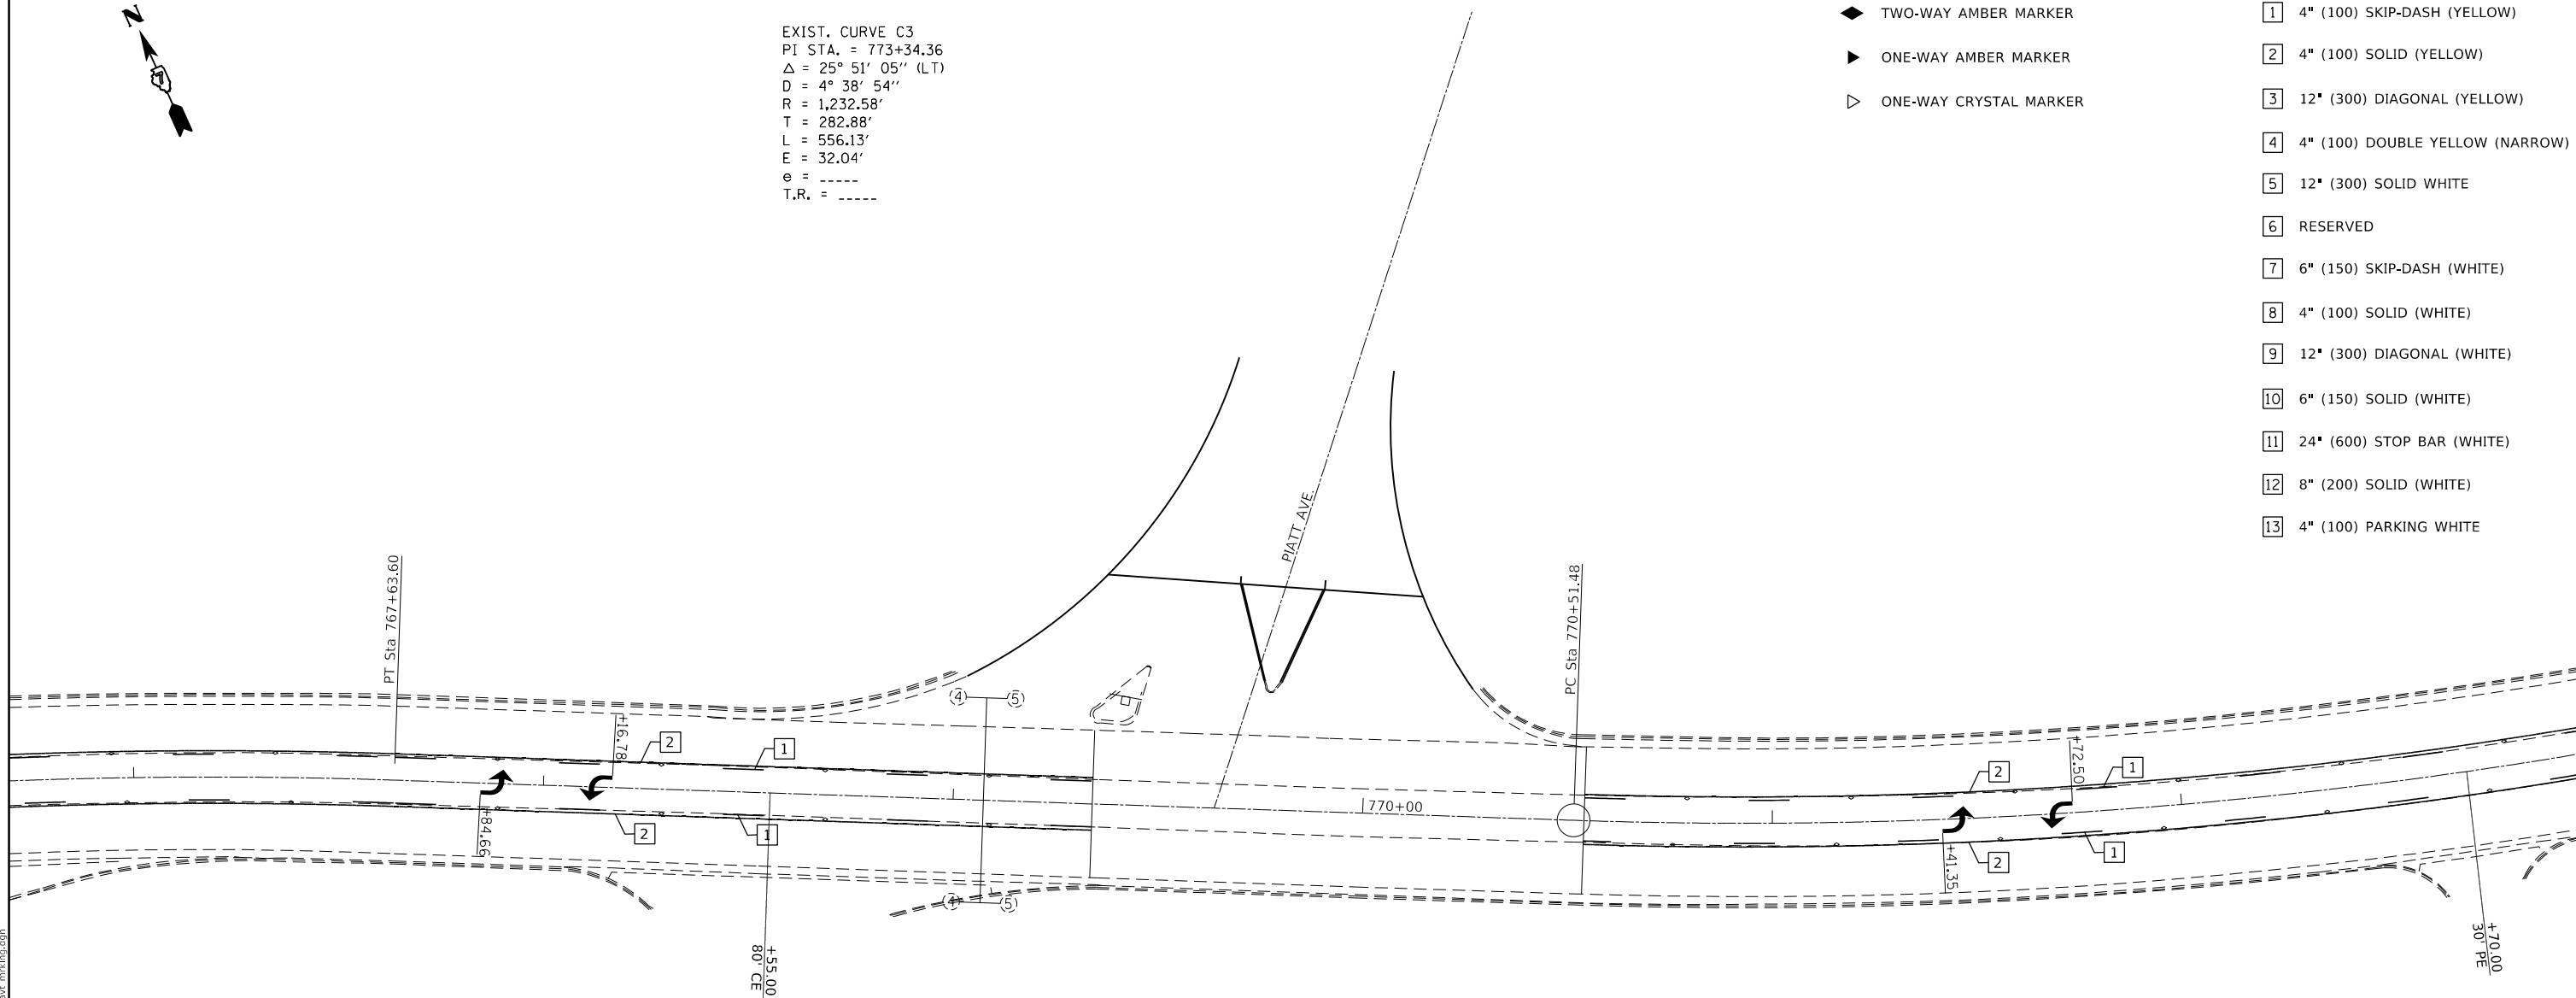 N
7
EXIST. CURVE C3
PI STA. = 773+34.36
Δ = 25° 51' 05'' (LT)
D = 4° 38' 54''
R = 1,232.58'
T = 282.88'
L = 556.13'
E = 32.04'
e = _____
T.R. = _____
TWO-WAY AMBER MARKER
ONE-WAY AMBER MARKER
ONE-WAY CRYSTAL MARKER
1 4" (100) SKIP-DASH (YELLOW)
2 4" (100) SOLID (YELLOW)
3 12" (300) DIAGONAL (YELLOW)
4 4" (100) DOUBLE YELLOW (NARROW)
5 12" (300) SOLID WHITE
6 RESERVED
7 6" (150) SKIP-DASH (WHITE)
8 4" (100) SOLID (WHITE)
9 12" (300) DIAGONAL (WHITE)
10 6" (150) SOLID (WHITE)
11 24" (600) STOP BAR (WHITE)
12 8" (200) SOLID (WHITE)
13 4" (100) PARKING WHITE
PIATT AVE.
PT Sta 767+63.60
PC Sta 770+51.48
4 5
+16.78
2
1
+84.66
2
1
770+00
+72.50
2
1
+41.35
2
1
4 5
+55.00
80' CE
+70.00
30' PE